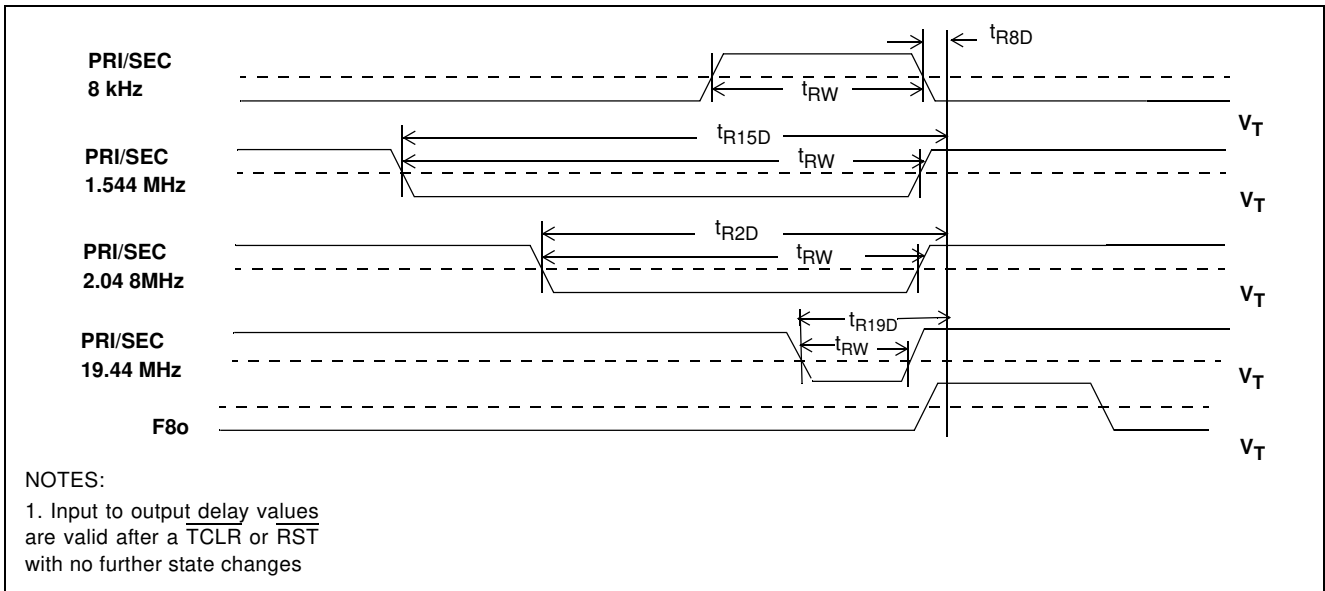 tR8D
PRI/SEC
8 kHz
tRW
VT
tR15D
PRI/SEC
1.544 MHz
tRW
VT
tR2D
PRI/SEC
2.04 8MHz
tRW
VT
tR19D
PRI/SEC
19.44 MHz
tRW
VT
F8o
VT
NOTES:
1. Input to output delay values
are valid after a TCLR or RST
with no further state changes